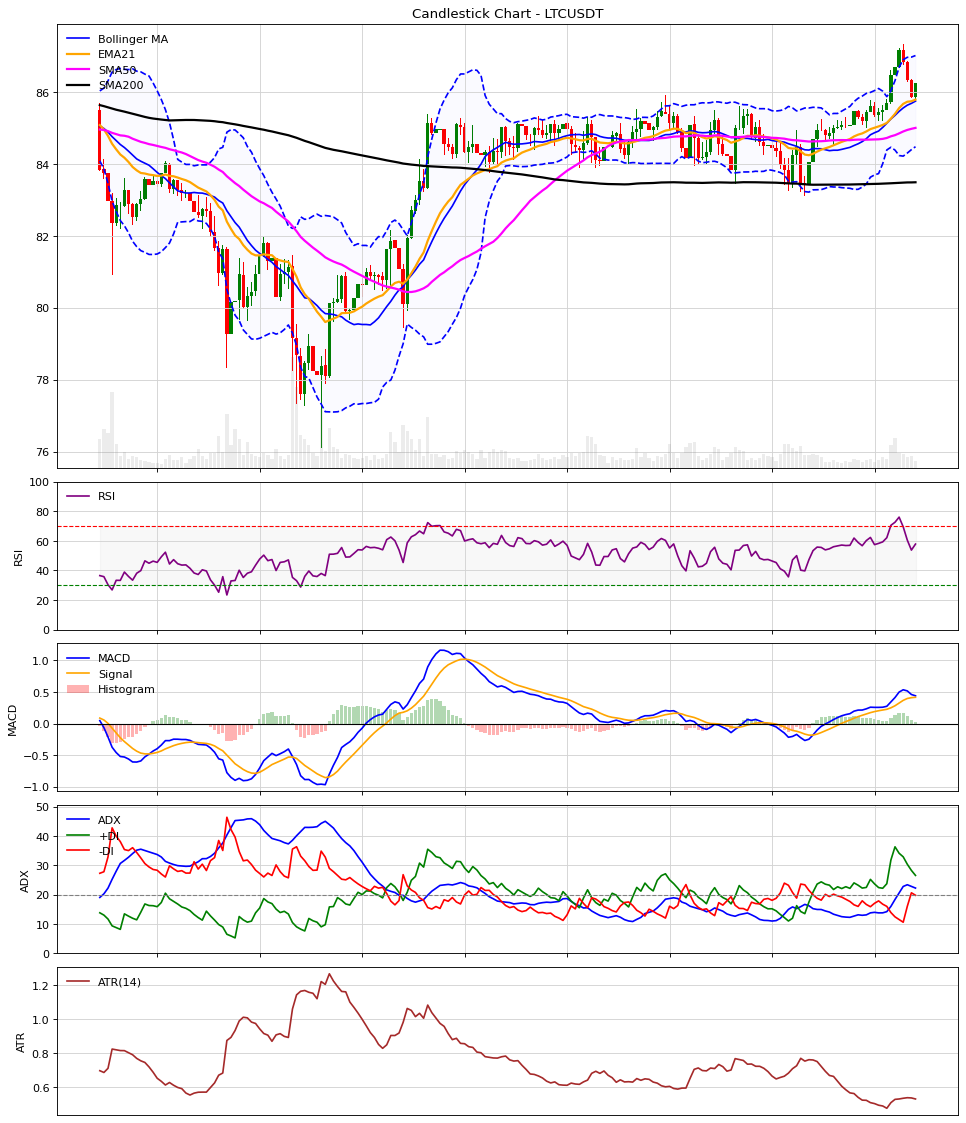 Candlestick Chart - LTCUSDT
Bollinger MA
EMA21
SMA50
SMA200
86
84
82
80
78
76
RSI
100
80
60
40
20
0
RSI
MACD
Signal
Histogram
1.0
0.5
0.0
−0.5
−1.0
MACD
ADX
+DI
-DI
50
40
30
20
10
0
ADX
ATR(14)
1.2
1.0
0.8
0.6
ATR